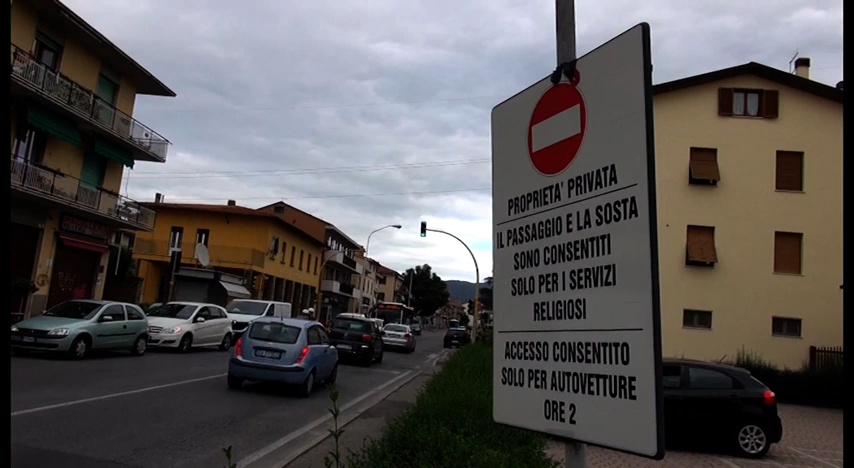 PROPRIETA' PRIVATA
IL PASSAGGIO E LA SOSTA
SONO CONSENTITI
SOLO PER I SERVIZI
RELIGIOSI
ACCESSO CONSENTITO
SOLO PER AUTOVETTURE
ORE 2